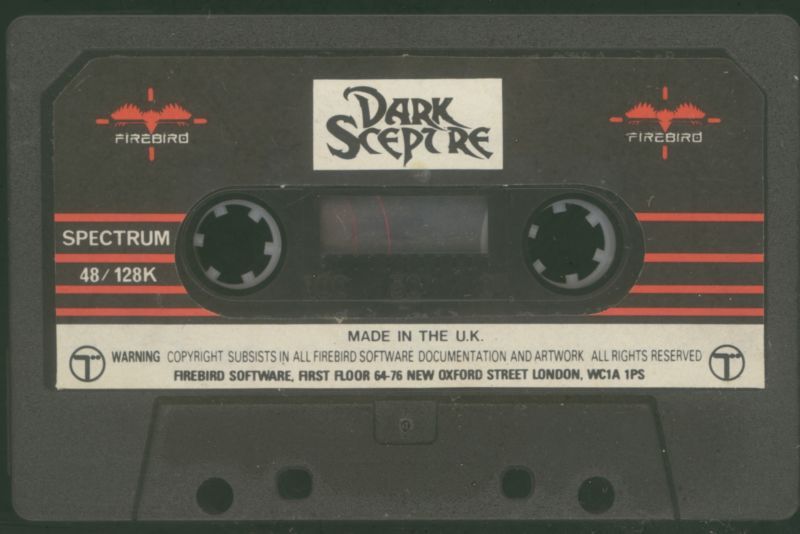 FIREBIRD
DARK
SCEPTRE
FIREBIRD
SPECTRUM
48/128K
MADE IN THE U.K.
WARNING COPYRIGHT SUBSISTS IN ALL FIREBIRD SOFTWARE DOCUMENTATION AND ARTWORK ALL RIGHTS RESERVED
FIREBIRD SOFTWARE, FIRST FLOOR 64-76 NEW OXFORD STREET LONDON, WC1A 1PS